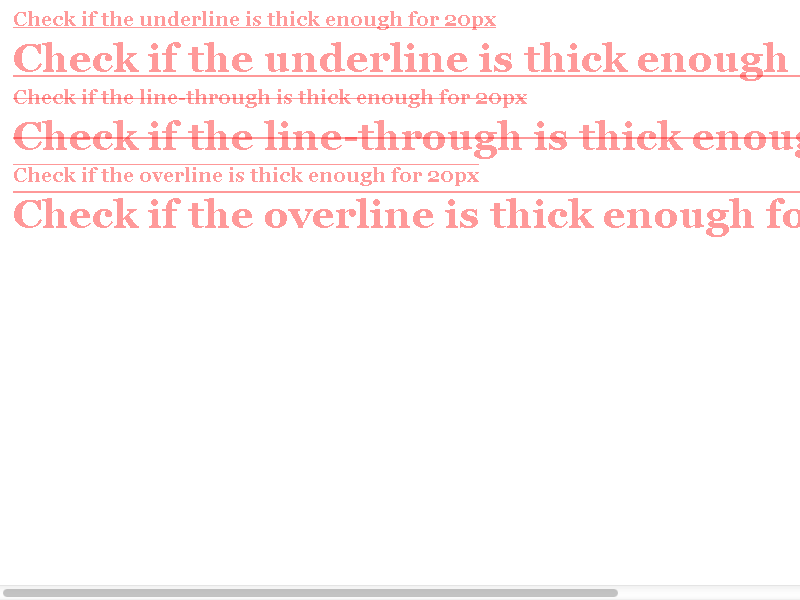 Check if the underline is thick enough for 20px
Check if the underline is thick enough
Check if the line-through is thick enough for 20px
Check if the line-through is thick enoug
Check if the overline is thick enough for 20px
Check if the overline is thick enough fo